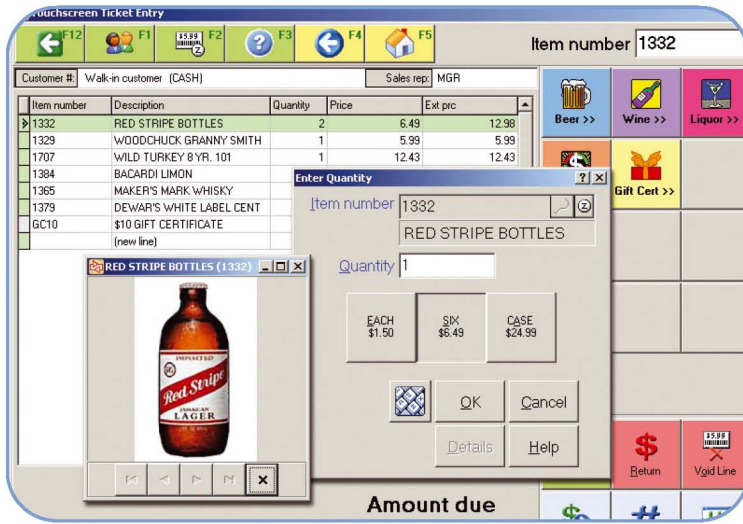 Touchscreen Ticket Entry
F12 F1 $5.99 F2 F3 F4 F5
Item number 1332
Customer #: Walk-in customer (CASH) Sales rep: MGR
Item number Description Quantity Price Ext prc
1332 RED STRIPE BOTTLES 2 6.49 12.98
1329 WOODCHUCK GRANNY SMITH 1 5.99 5.99
1707 WILD TURKEY 8 YR. 101 1 12.43 12.43
1384 BACARDI LIMON
1365 MAKER'S MARK WHISKY
1379 DEWAR'S WHITE LABEL CENT
GC10 $10 GIFT CERTIFICATE
(new line)
Beer >> Wine >> Liquor >>
Gift Cert >>
Enter Quantity
Item number 1332
RED STRIPE BOTTLES
Quantity 1
EACH SIX CASE
$1.50 $6.49 $24.99
OK Cancel
Details Help
RED STRIPE BOTTLES (1332)
IMPORTED
Red Stripe
JAMAICAN
LAGER
$5.99
Return Void Line
Amount due